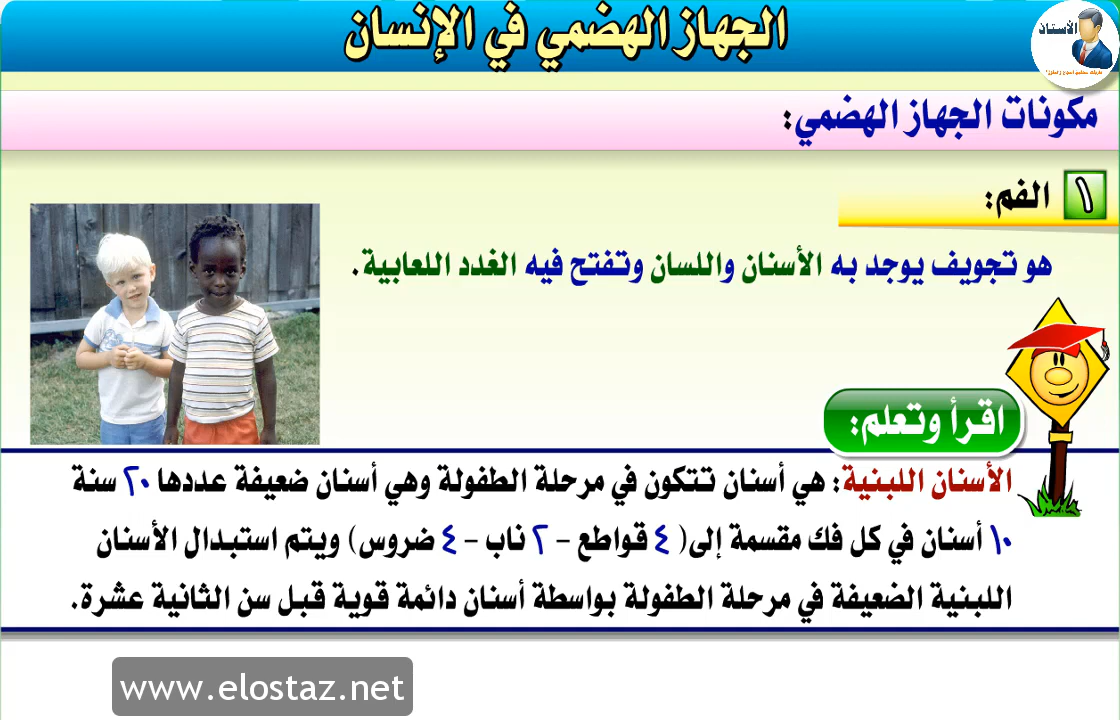 الجهاز الهضمي في الإنسان
الأستاذ
مكونات الجهاز الهضمي:
١ الفم:
هو تجويف يوجد به الأسنان واللسان وتفتح فيه الغدد اللعابية.
اقرأ وتعلم:
الأسنان اللبنية: هي أسنان تتكون في مرحلة الطفولة وهي أسنان ضعيفة عددها ٢٠ سنة
١٠ أسنان في كل فك مقسمة إلى( ٤ قواطع - ٢ ناب - ٤ ضروس) ويتم استبدال الأسنان
اللبنية الضعيفة في مرحلة الطفولة بواسطة أسنان دائمة قوية قبل سن الثانية عشرة.
www.elostaz.net